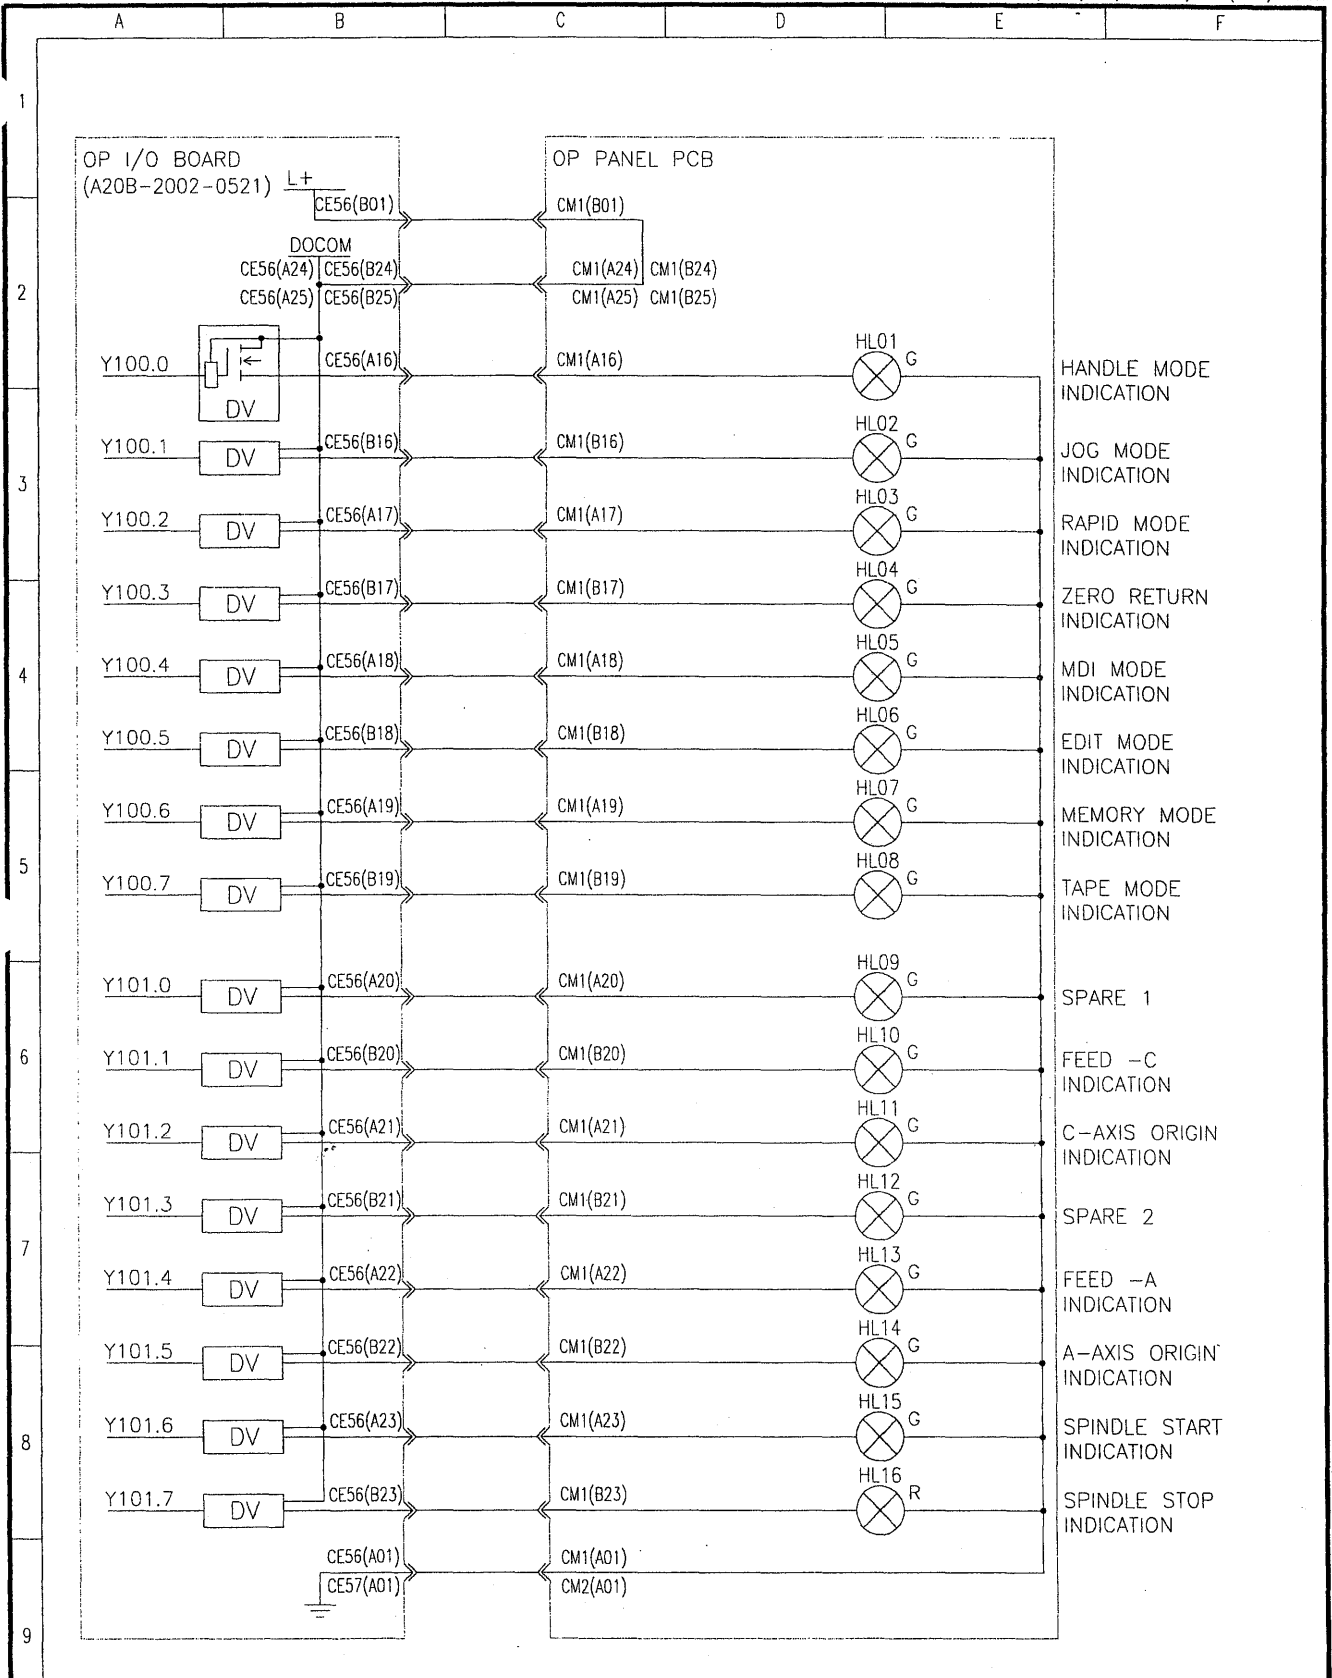 A B C D E F
1
OP I/O BOARD
(A20B-2002-0521)
L+
OP PANEL PCB
CE56(B01) CM1(B01)
DOCOM
CE56(A24) CE56(B24) CM1(A24) CM1(B24)
2
CE56(A25) CE56(B25) CM1(A25) CM1(B25)
Y100.0 DV CE56(A16) CM1(A16) HL01 G HANDLE MODE
INDICATION
Y100.1 DV CE56(B16) CM1(B16) HL02 G JOG MODE
INDICATION
3
Y100.2 DV CE56(A17) CM1(A17) HL03 G RAPID MODE
INDICATION
Y100.3 DV CE56(B17) CM1(B17) HL04 G ZERO RETURN
INDICATION
4
Y100.4 DV CE56(A18) CM1(A18) HL05 G MDI MODE
INDICATION
Y100.5 DV CE56(B18) CM1(B18) HL06 G EDIT MODE
INDICATION
Y100.6 DV CE56(A19) CM1(A19) HL07 G MEMORY MODE
INDICATION
5
Y100.7 DV CE56(B19) CM1(B19) HL08 G TAPE MODE
INDICATION
Y101.0 DV CE56(A20) CM1(A20) HL09 G SPARE 1
6
Y101.1 DV CE56(B20) CM1(B20) HL10 G FEED -C
INDICATION
Y101.2 DV CE56(A21) CM1(A21) HL11 G C-AXIS ORIGIN
INDICATION
Y101.3 DV CE56(B21) CM1(B21) HL12 G SPARE 2
7
Y101.4 DV CE56(A22) CM1(A22) HL13 G FEED -A
INDICATION
Y101.5 DV CE56(B22) CM1(B22) HL14 G A-AXIS ORIGIN
INDICATION
8
Y101.6 DV CE56(A23) CM1(A23) HL15 G SPINDLE START
INDICATION
Y101.7 DV CE56(B23) CM1(B23) HL16 R SPINDLE STOP
INDICATION
CE56(A01) CM1(A01)
CE57(A01) CM2(A01)
9